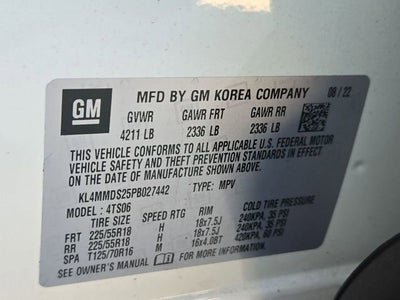 GM
MFD BY GM KOREA COMPANY 08 / 22
GVWR GAWR FRT GAWR RR
4211 LB 2336 LB 2336 LB
THIS VEHICLE CONFORMS TO ALL APPLICABLE U.S. FEDERAL MOTOR
VEHICLE SAFETY AND THEFT PREVENTION STANDARDS IN EFFECT
ON THE DATE OF MANUFACTURE SHOWN ABOVE.
KL4MMDS25PB027442 TYPE: MPV
MODEL : 4TS06
TIRE SIZE SPEED RTG RIM COLD TIRE PRESSURE
FRT 225/55R18 H 18x7.5J 240KPA, 35 PSI
RR 225/55R18 H 18x7.5J 240KPA, 35 PSI
SPA T125/70R16 M 16x4.0BT 420KPA, 60 PSI
SEE OWNER'S MANUAL FOR MORE INFORMATION.